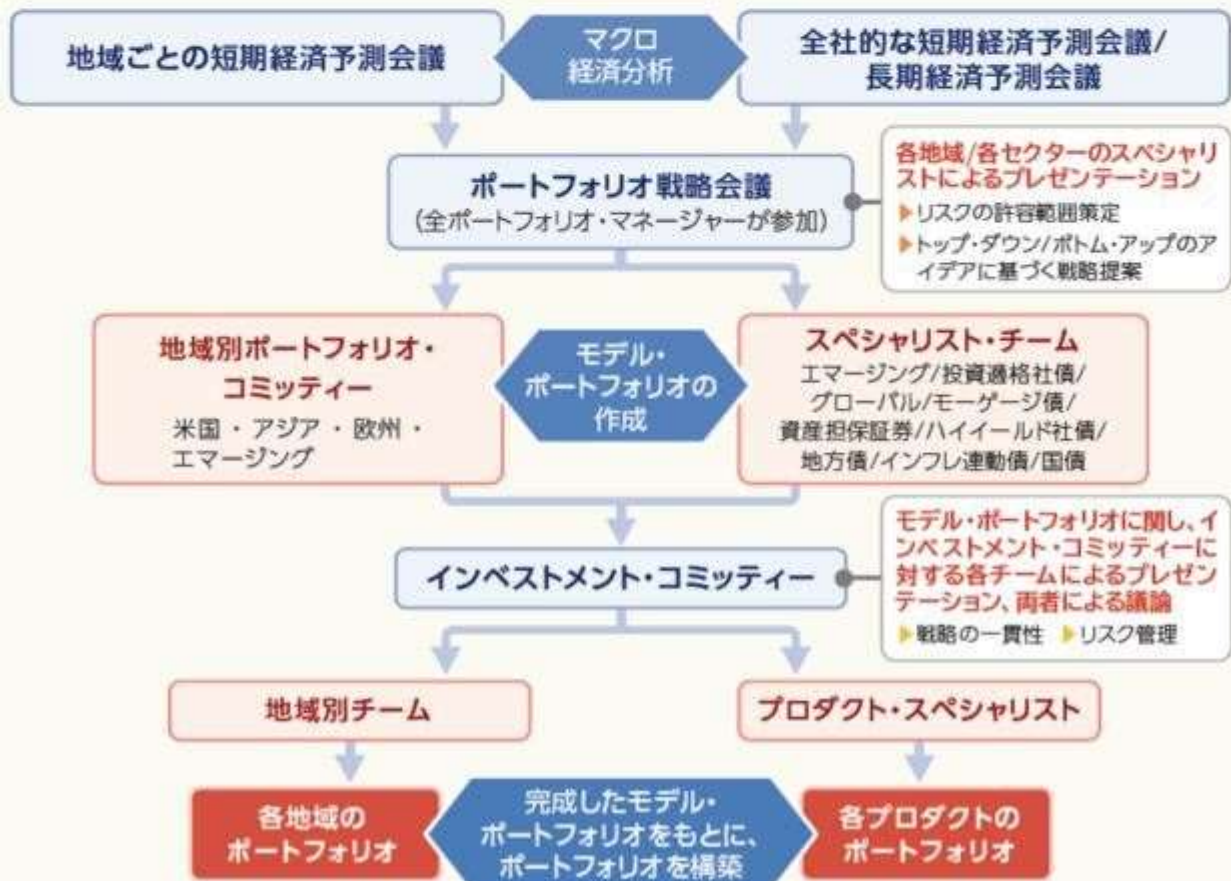 地域ごとの短期経済予測会議
マクロ
経済分析
全社的な短期経済予測会議/
長期経済予測会議
ポートフォリオ戦略会議
(全ポートフォリオ・マネージャーが参加)
各地域/各セクターのスペシャリ
ストによるプレゼンテーション
▶リスクの許容範囲策定
▶トップ・ダウン/ボトム・アップのア
イデアに基づく戦略提案
地域別ポートフォリオ・
コミッティー
米国・アジア・欧州・
エマージング
モデル・
ポートフォリオの
作成
スペシャリスト・チーム
エマージング/投資適格社債/
グローバル/モーゲージ債/
資産担保証券/ハイイールド社債/
地方債/インフレ連動債/国債
インベストメント・コミッティー
モデル・ポートフォリオに関し、イ
ンベストメント・コミッティーに
対する各チームによるプレゼン
テーション、両者による議論
▶戦略の一貫性 ▶リスク管理
地域別チーム
プロダクト・スペシャリスト
各地域の
ポートフォリオ
完成したモデル・
ポートフォリオをもとに、
ポートフォリオを構築
各プロダクトの
ポートフォリオ